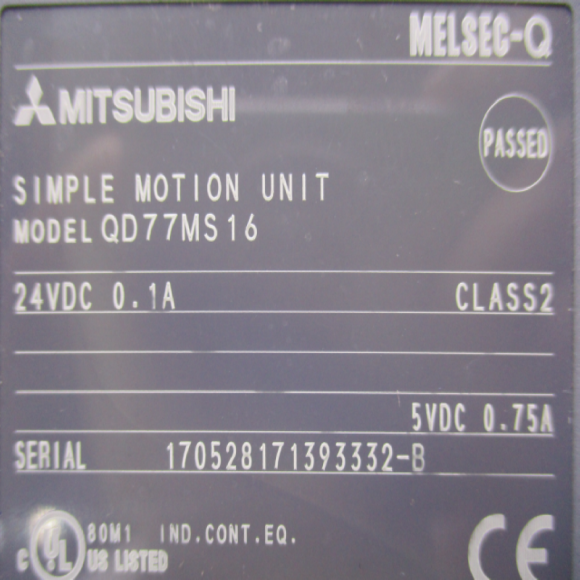 MELSEC-Q
MITSUBISHI
PASSED
SIMPLE MOTION UNIT
MODEL QD77MS16
24VDC 0.1A CLASS2
5VDC 0.75A
SERIAL 170528171393332-B
80M1 IND.CONT.EQ.
C UL US LISTED
CE